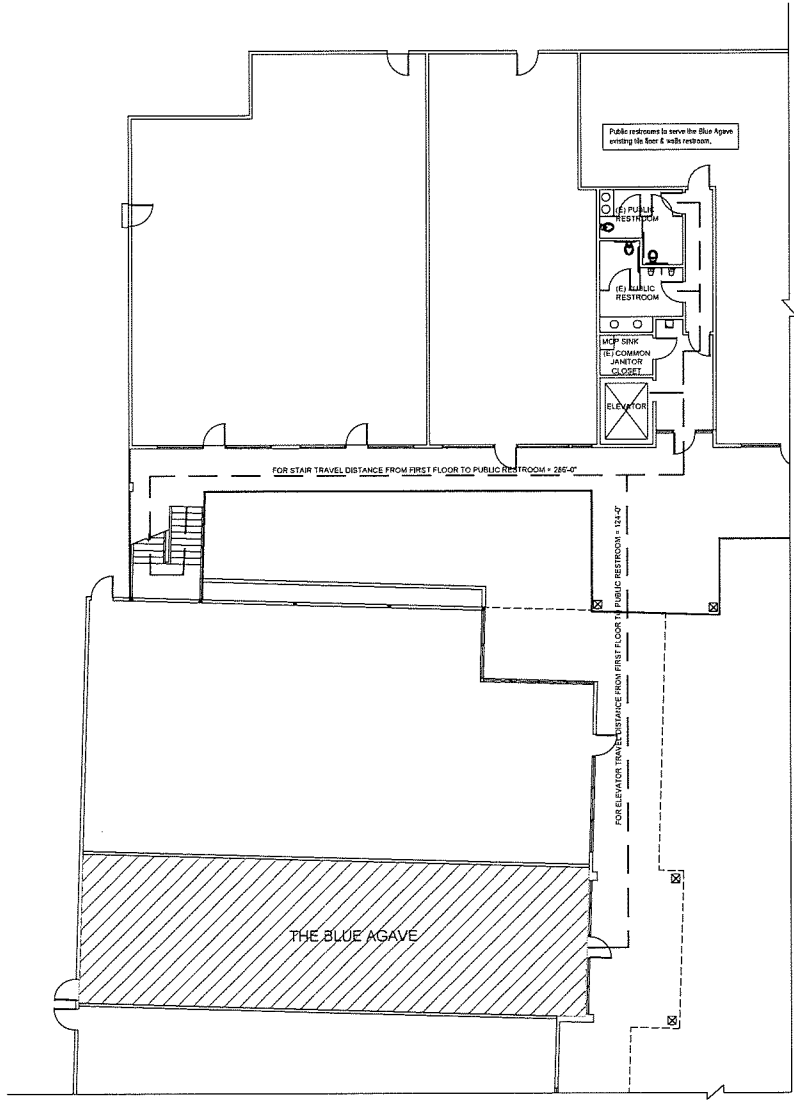 Public restrooms to serve the Blue Agave
existing tile floor & walls restroom.
(E) PUBLIC
RESTROOM
(E) PUBLIC
RESTROOM
MOP SINK
(E) COMMON
JANITOR
CLOSET
ELEVATOR
FOR STAIR TRAVEL DISTANCE FROM FIRST FLOOR TO PUBLIC RESTROOM = 286'-0"
FOR ELEVATOR TRAVEL DISTANCE FROM FIRST FLOOR TO PUBLIC RESTROOM = 124'-0"
THE BLUE AGAVE